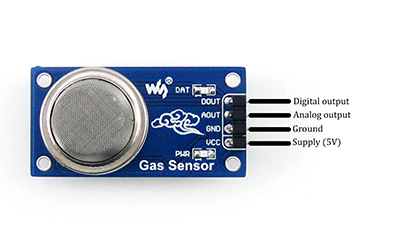 W ®
DAT
DOUT Digital output
AOUT Analog output
GND Ground
VCC Supply (5V)
PWR
Gas Sensor